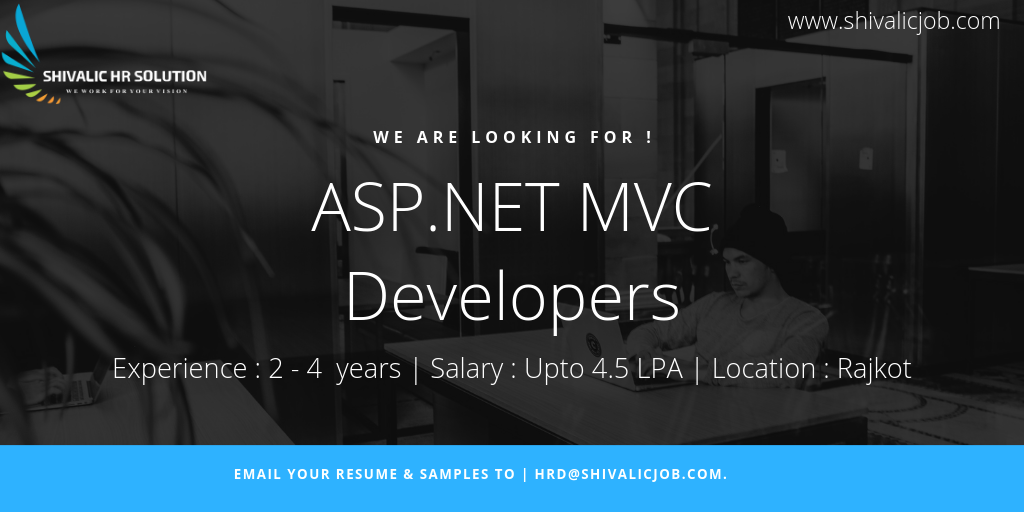 www.shivalicjob.com
SHIVALIC HR SOLUTION
WE WORK FOR YOUR VISION
WE ARE LOOKING FOR !
ASP.NET MVC
Developers
Experience : 2 - 4 years | Salary : Upto 4.5 LPA | Location : Rajkot
EMAIL YOUR RESUME & SAMPLES TO | HRD@SHIVALICJOB.COM.